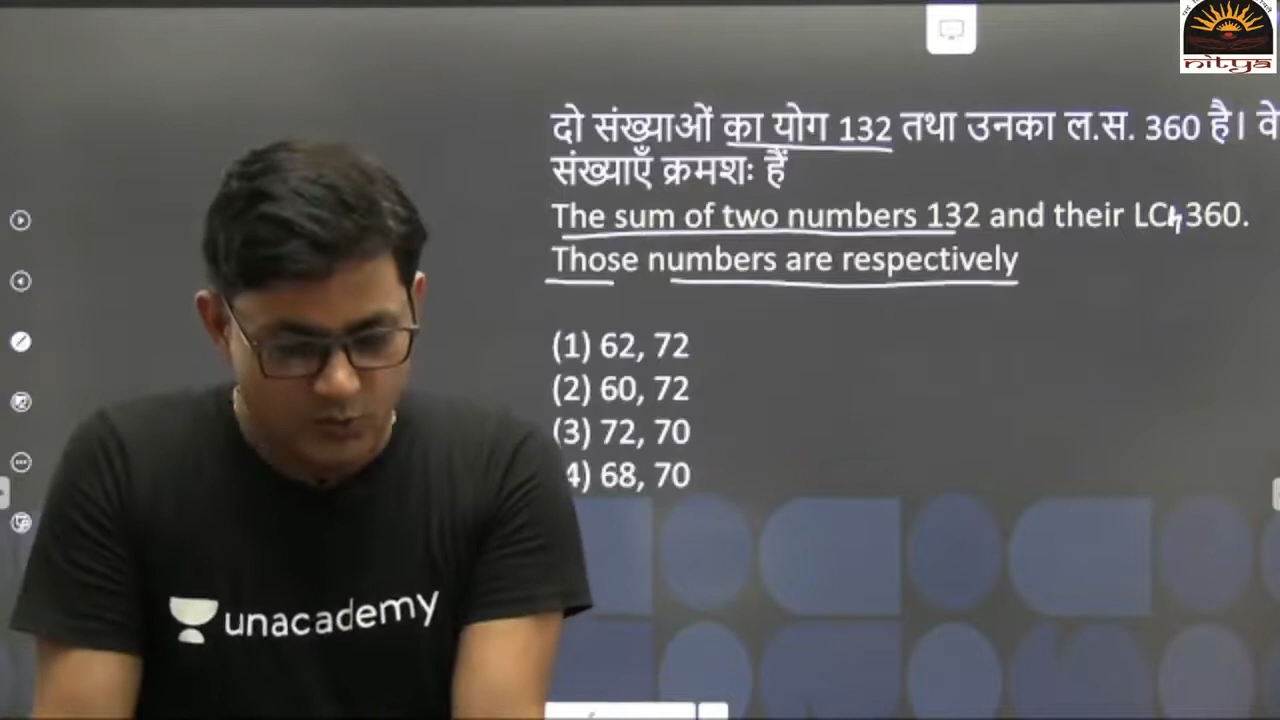 nitya
दो संख्याओं का योग 132 तथा उनका ल.स. 360 है। वे
संख्याएँ क्रमशः हैं
The sum of two numbers 132 and their LCM 360.
Those numbers are respectively
(1) 62, 72
(2) 60, 72
(3) 72, 70
4) 68, 70
unacademy